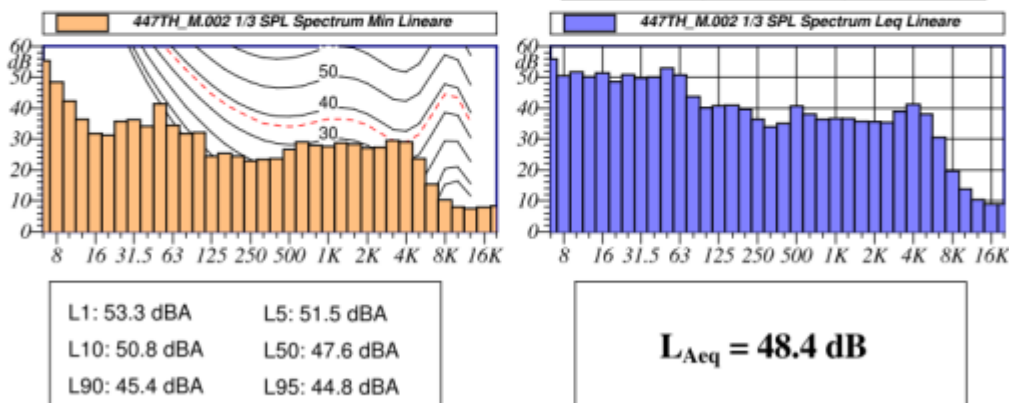 447TH_M.002 1/3 SPL Spectrum Min Lineare
60
dB
50
40
30
20
10
0
50
40
30
8 16 31.5 63 125 250 500 1K 2K 4K 8K 16K
447TH_M.002 1/3 SPL Spectrum Leq Lineare
60
dB
50
40
30
20
10
0
8 16 31.5 63 125 250 500 1K 2K 4K 8K 16K
L1: 53.3 dBA L5: 51.5 dBA
L10: 50.8 dBA L50: 47.6 dBA
L90: 45.4 dBA L95: 44.8 dBA
LAeq = 48.4 dB